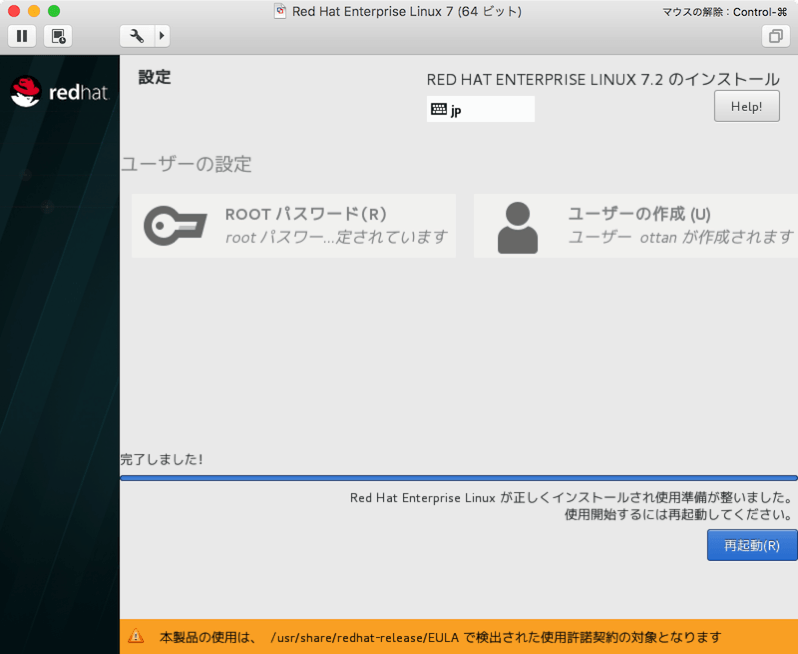 Red Hat Enterprise Linux 7 (64 ビット)
マウスの解除：Control-⌘
redhat.
設定
RED HAT ENTERPRISE LINUX 7.2 のインストール
jp
Help!
ユーザーの設定
ROOT パスワード(R)
root パスワー...定されています
ユーザーの作成 (U)
ユーザー ottan が作成されます
完了しました!
Red Hat Enterprise Linux が正しくインストールされ使用準備が整いました。
使用開始するには再起動してください。
再起動(R)
本製品の使用は、 /usr/share/redhat-release/EULA で検出された使用許諾契約の対象となります